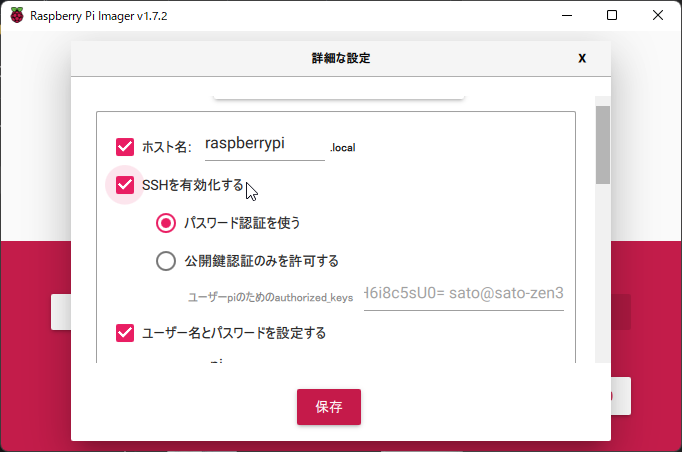 Raspberry Pi Imager v1.7.2
詳細な設定
X
ホスト名: raspberrypi .local
SSHを有効化する
パスワード認証を使う
公開鍵認証のみを許可する
ユーザーpiのためのauthorized_keys H6i8c5sU0= sato@sato-zen3
ユーザー名とパスワードを設定する
保存